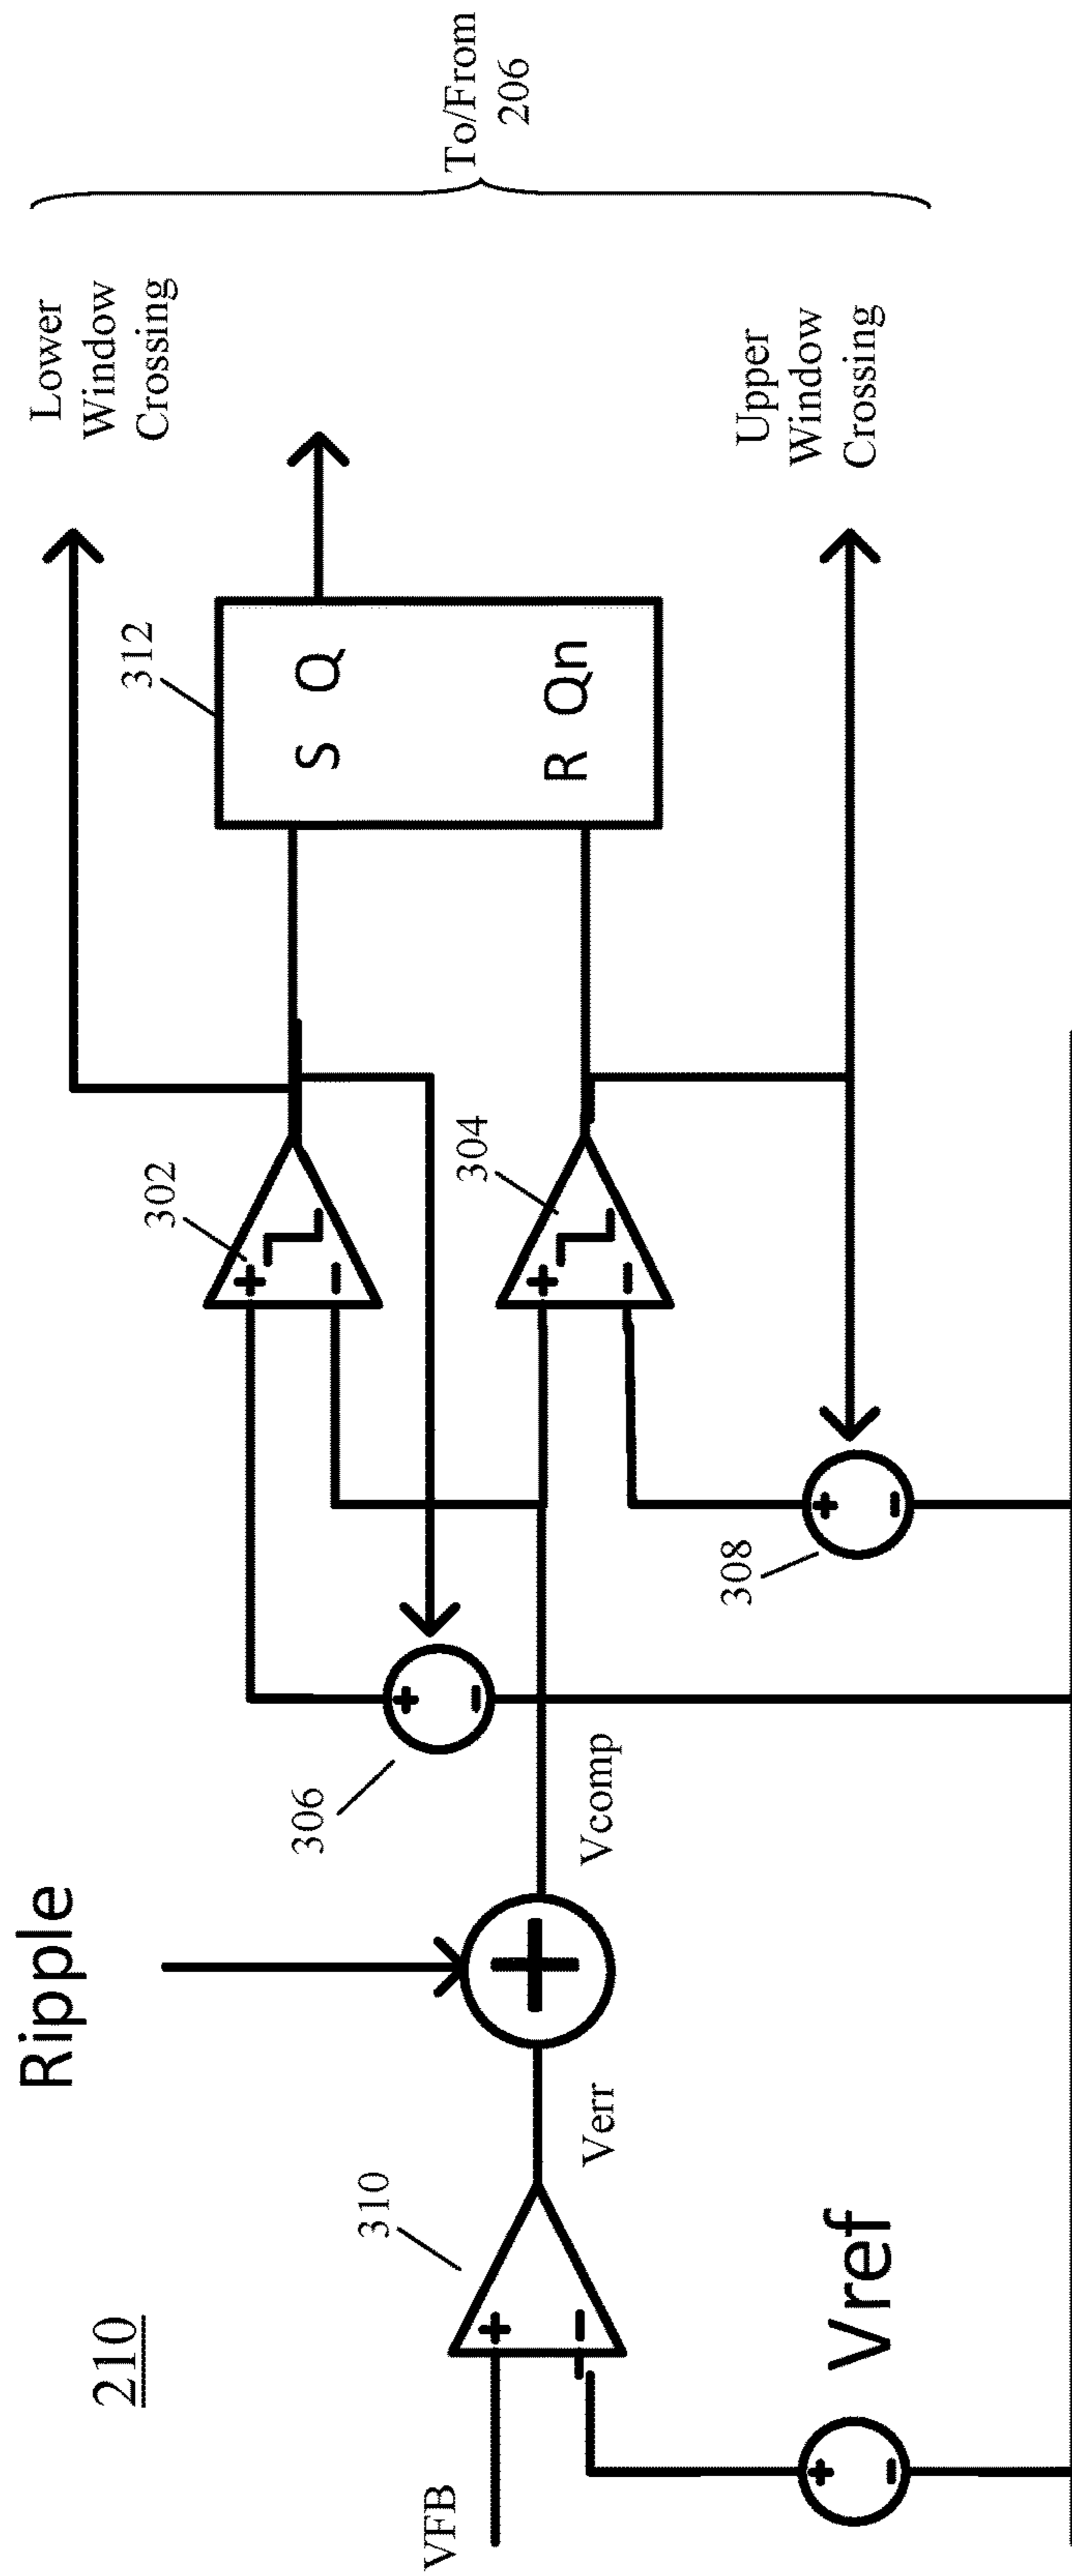 210
Ripple
Lower
Window
Crossing
To/From
206
302
312
306
304
310
308
VFB
Verr
Vcomp
Vref
S Q
R Qn
Upper
Window
Crossing
+
-
+
-
+
-
+
-
+
-
+
-
+